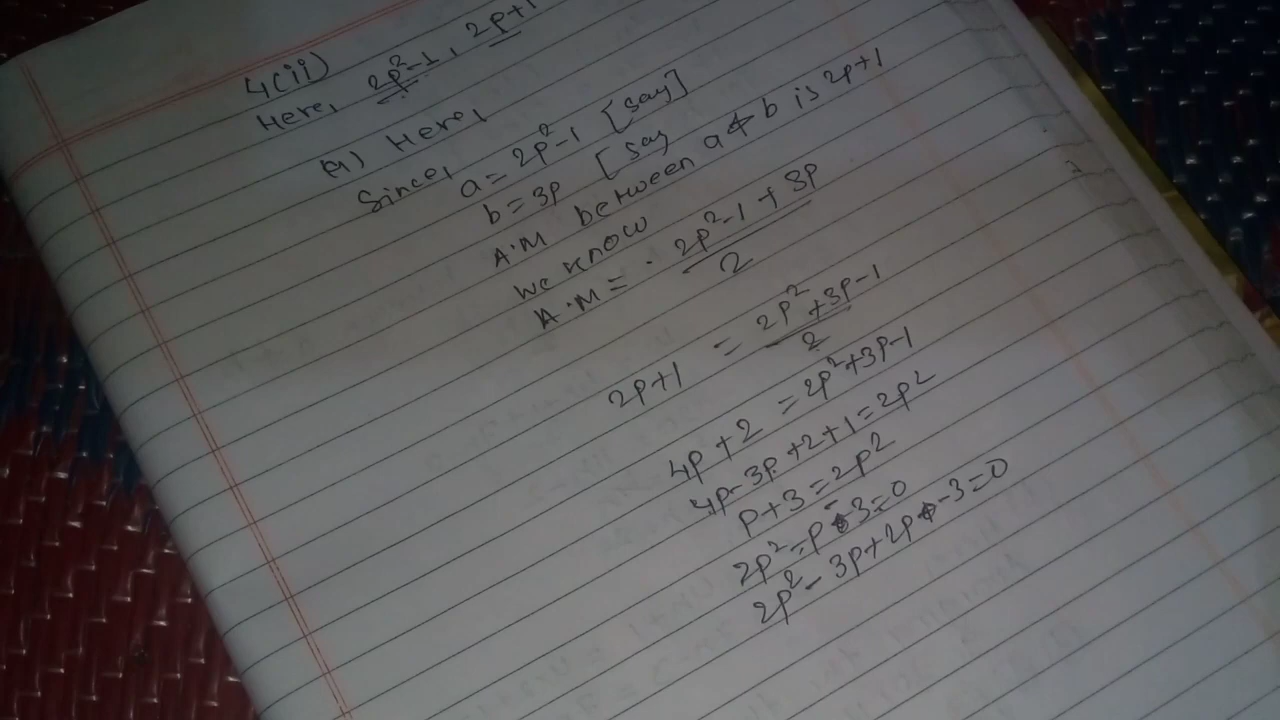 4(ii)
Here, 2p²-1, 2p+1
(a) Here,
Since, a = 2p²-1 [say]
b = 3p [say
A.M between a & b is 2p+1
we know
A.M = 2p²-1+3p / 2
2p+1 = 2p²+3p-1 / 2
4p+2 = 2p²+3p-1
4p-3p+2+1=2p²
p+3=2p²
2p²-p-3=0
2p²-3p+2p-3=0